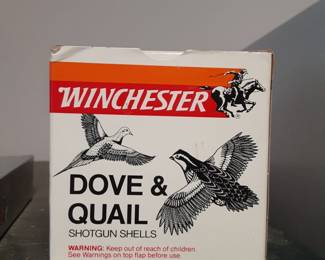 WINCHESTER
DOVE &
QUAIL
SHOTGUN SHELLS
WARNING: Keep out of reach of children.
See Warnings on top flap before use